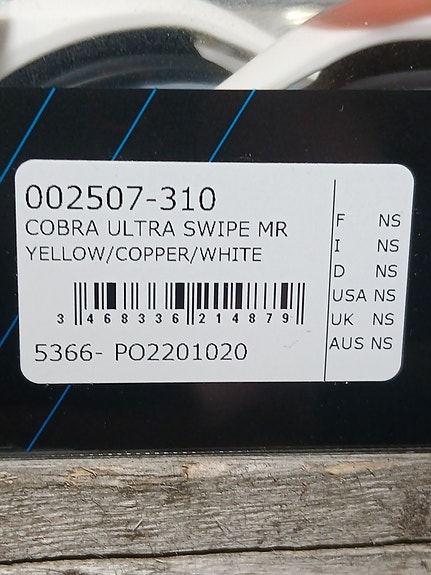 002507-310
COBRA ULTRA SWIPE MR
YELLOW/COPPER/WHITE
3 468336 214879
5366- PO2201020
F NS
I NS
D NS
USA NS
UK NS
AUS NS